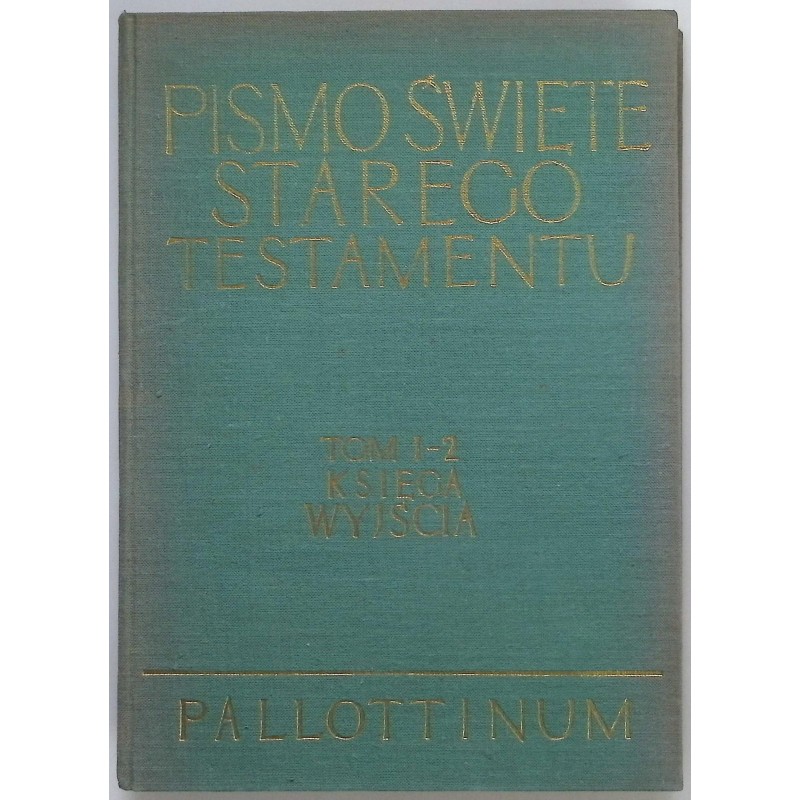 PISMO ŚWIĘTE
STAREGO
TESTAMENTU
TOM I-2
KSIĘGA
WYJŚCIA
PALLOTTINUM